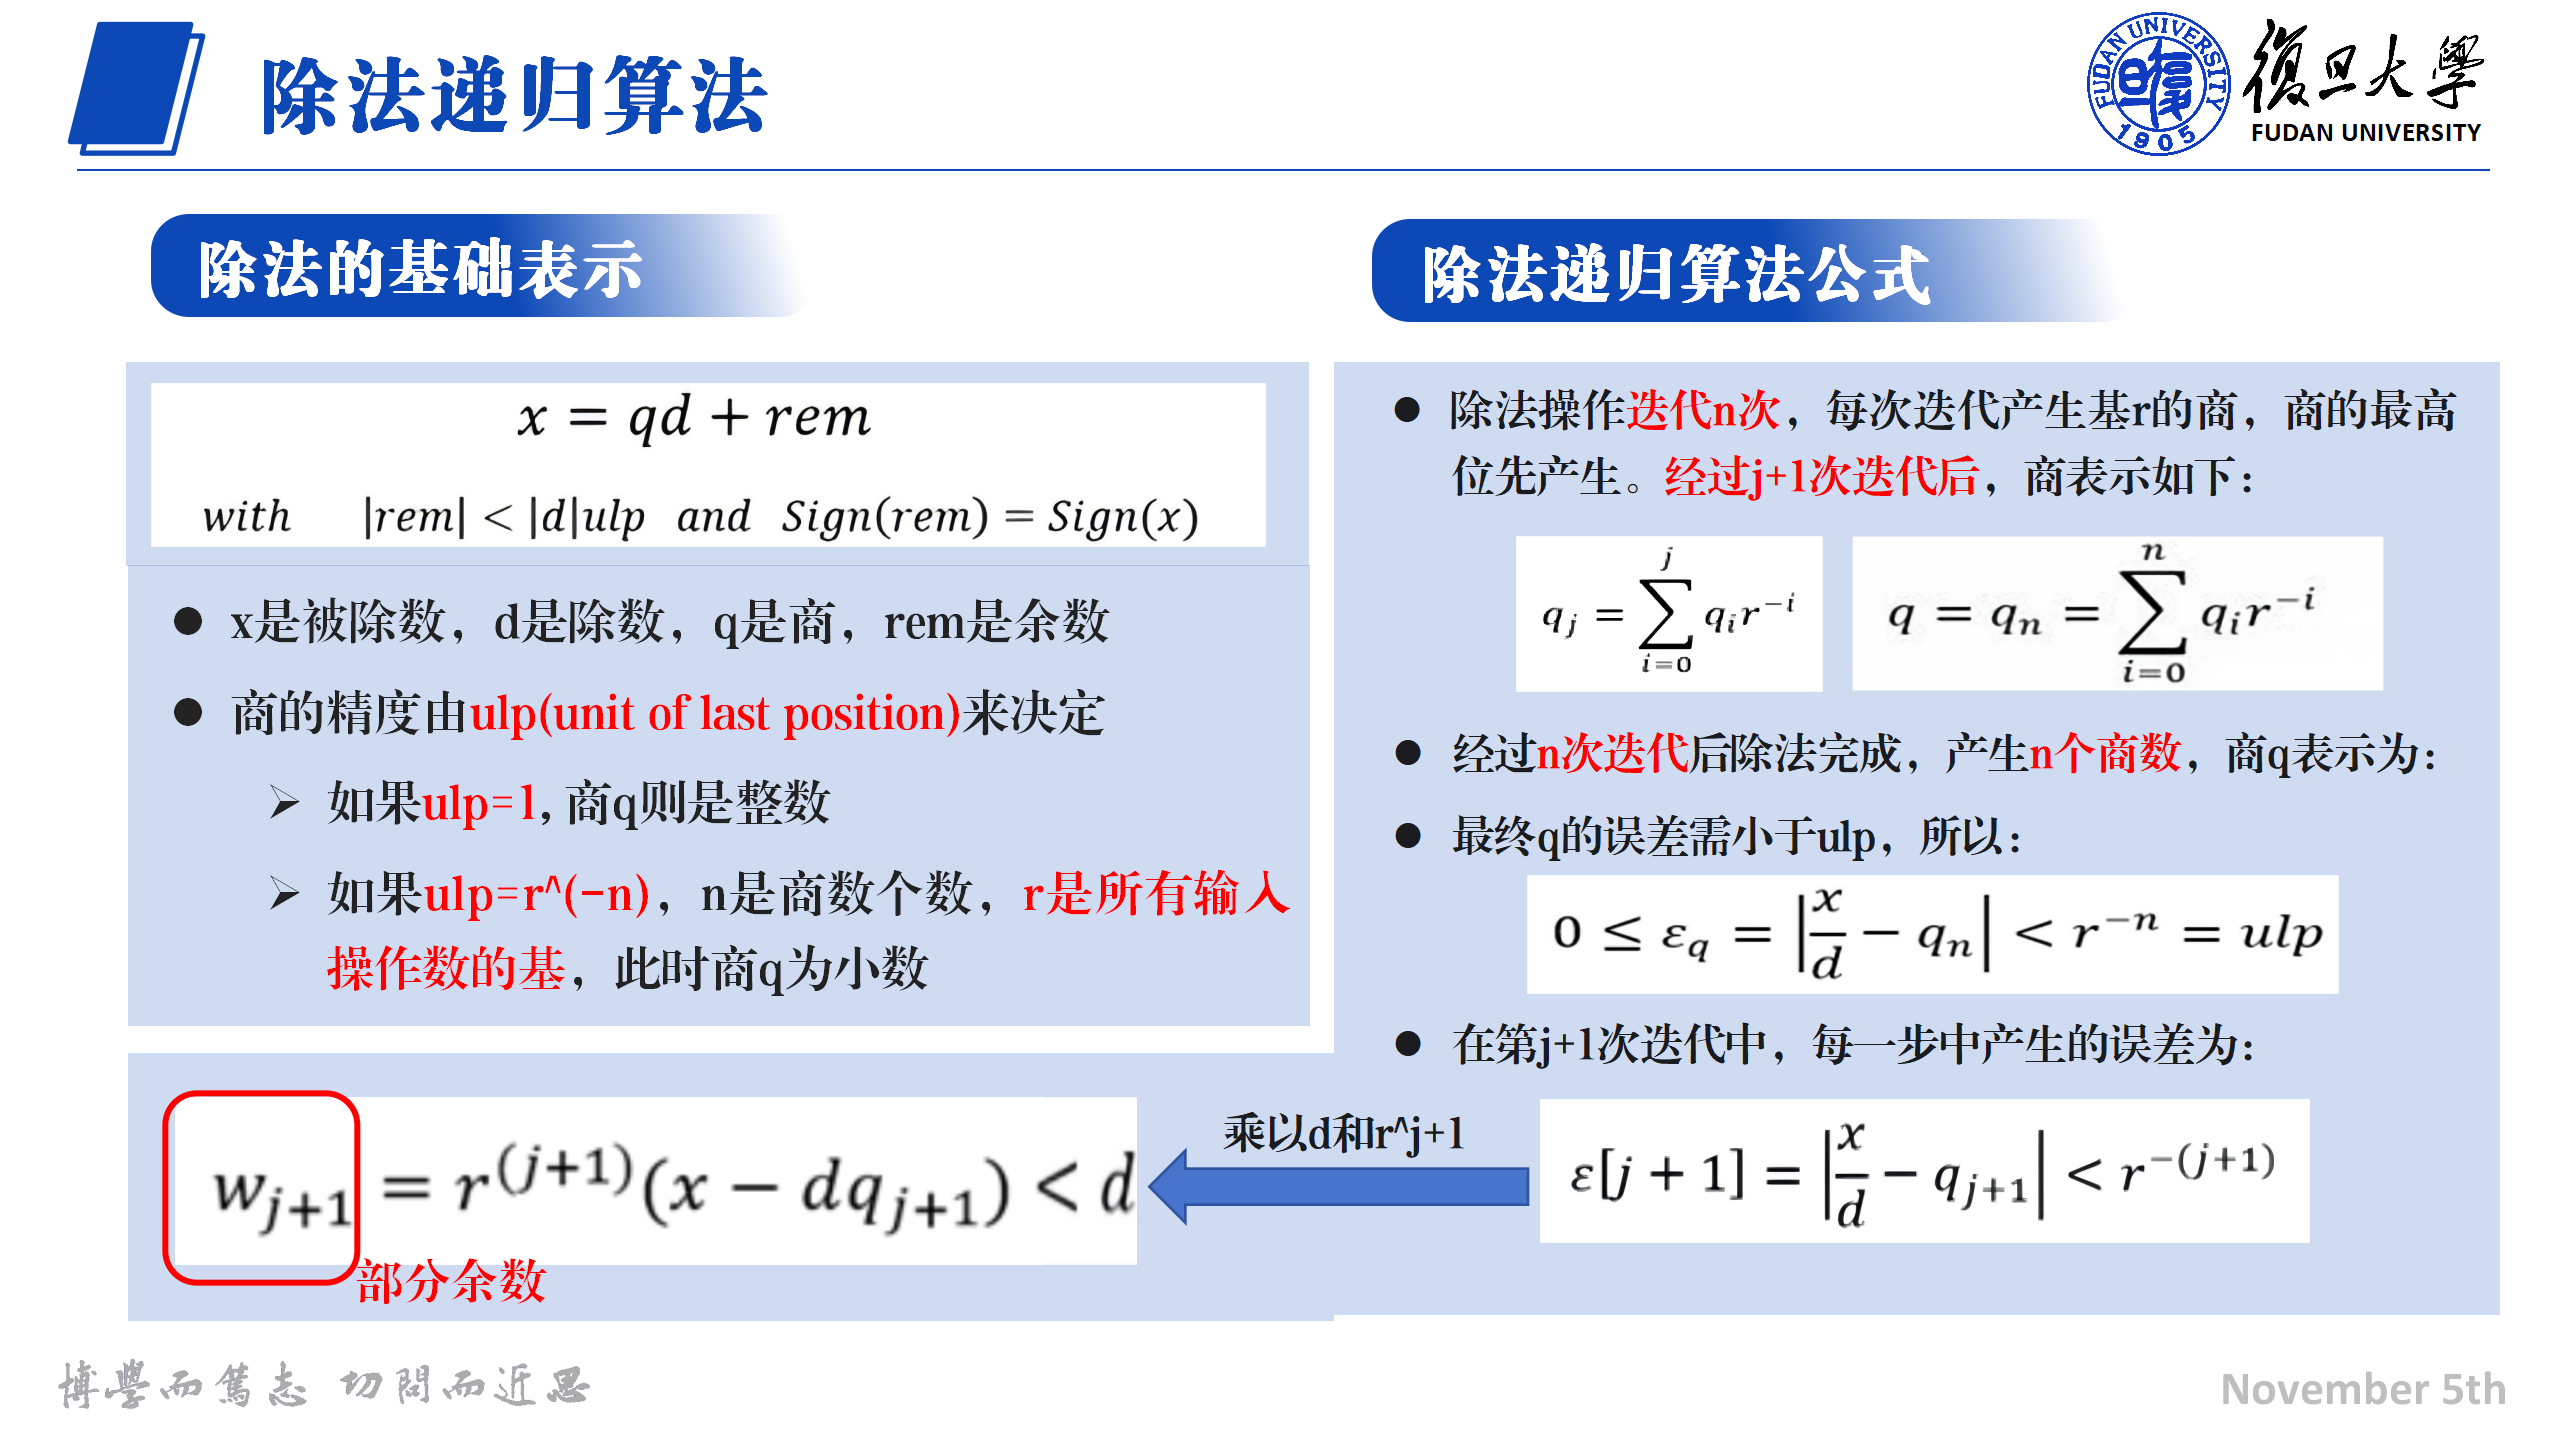 除法递归算法
FUDAN UNIVERSITY
1905
復旦大學
FUDAN UNIVERSITY
除法的基础表示
x = qd + rem
with |rem| < |d|ulp and Sign(rem) = Sign(x)
● x是被除数，d是除数，q是商，rem是余数
● 商的精度由ulp(unit of last position)来决定
➢ 如果ulp=1, 商q则是整数
➢ 如果ulp=r^(-n)，n是商数个数，r是所有输入
操作数的基，此时商q为小数
除法递归算法公式
● 除法操作迭代n次，每次迭代产生基r的商，商的最高
位先产生。经过j+1次迭代后，商表示如下：
q_j = \sum_{i=0}^{j} q_i r^{-i}
q = q_n = \sum_{i=0}^{n} q_i r^{-i}
● 经过n次迭代后除法完成，产生n个商数，商q表示为：
● 最终q的误差需小于ulp，所以：
0 ≤ ε_q = |x/d − q_n| < r^{−n} = ulp
● 在第j+1次迭代中，每一步中产生的误差为：
ε[j + 1] = |x/d − q_{j+1}| < r^{−(j+1)}
乘以d和r^j+1
w_{j+1} = r^{(j+1)}(x − dq_{j+1}) < d
部分余数
博學而篤志 切問而近思
November 5th